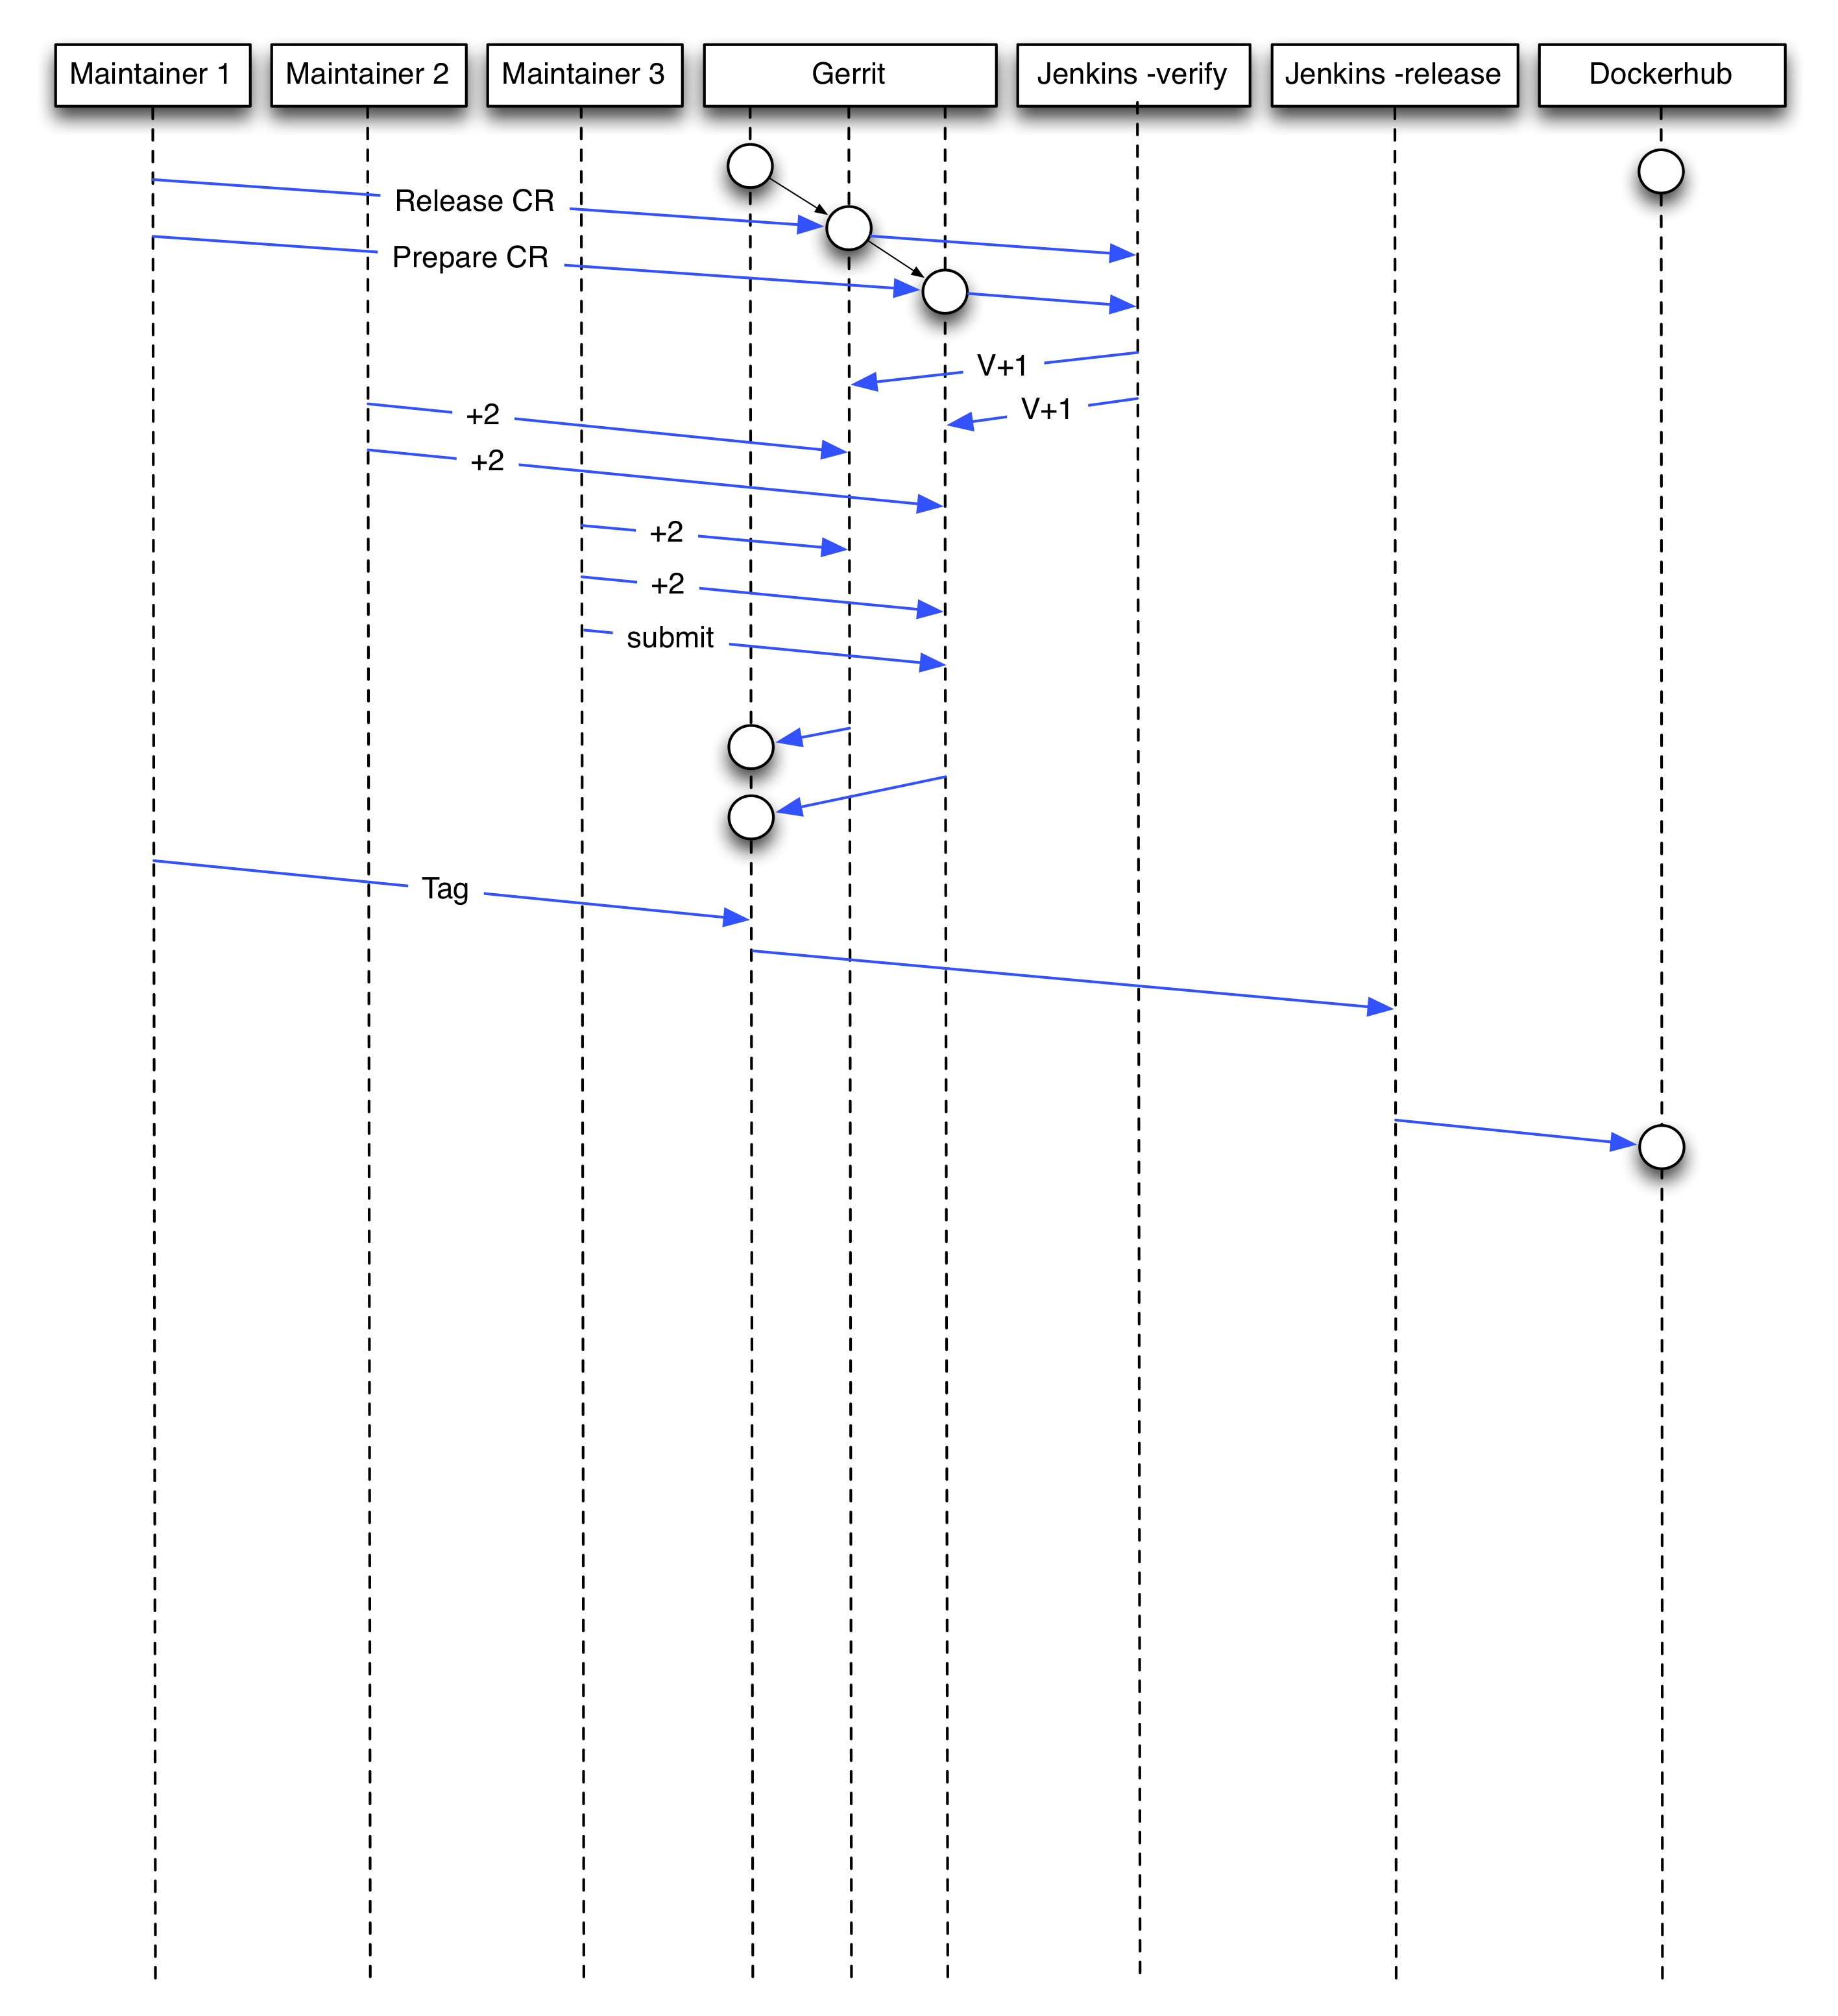 Maintainer 1
Maintainer 2
Maintainer 3
Gerrit
Jenkins -verify
Jenkins -release
Dockerhub
Release CR
Prepare CR
V+1
V+1
+2
+2
+2
+2
submit
Tag